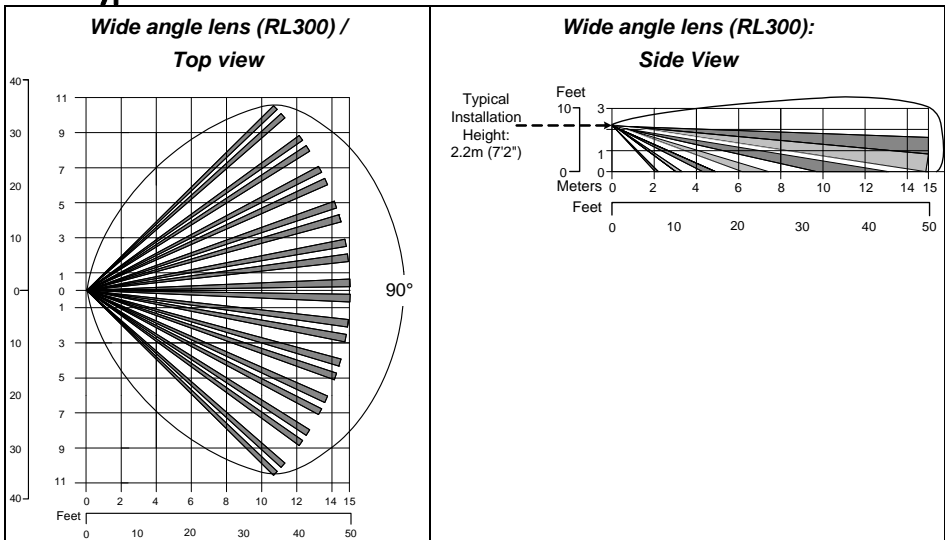 Wide angle lens (RL300) /
Top view
40
30
20
10
0
10
20
30
40
11
9
7
5
3
1
0
1
3
5
7
9
11
90°
0 2 4 6 8 10 12 14 15
Feet
0 10 20 30 40 50
Wide angle lens (RL300):
Side View
Typical
Installation
Height:
2.2m (7'2")
Feet
10 3
1
0 0
Meters 0 2 4 6 8 10 12 14 15
Feet
0 10 20 30 40 50